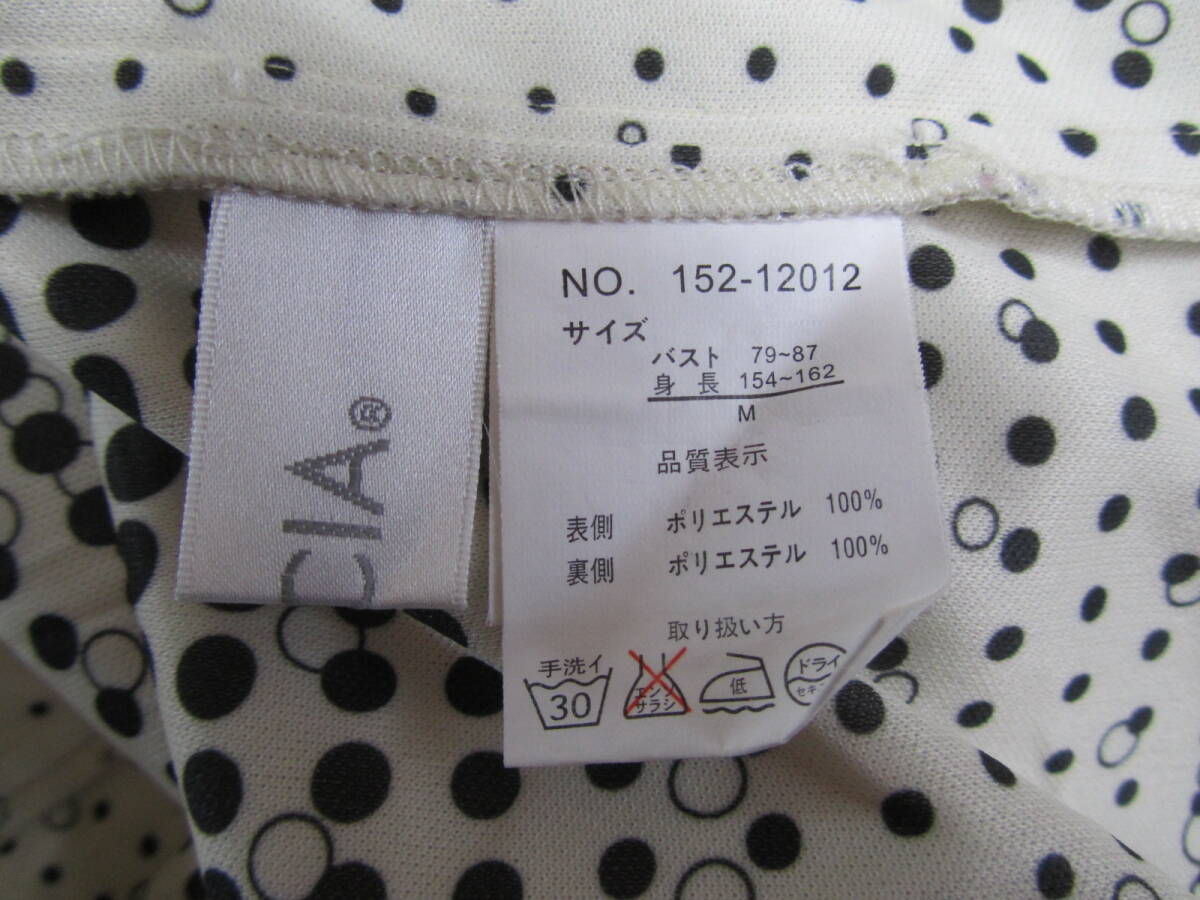 CIA®
NO. 152-12012
サイズ
バスト 79~87
身長 154~162
M
品質表示
表側 ポリエステル 100%
裏側 ポリエステル 100%
取り扱い方
手洗イ
30
エンソ
サラシ
低
ドライ
セキ